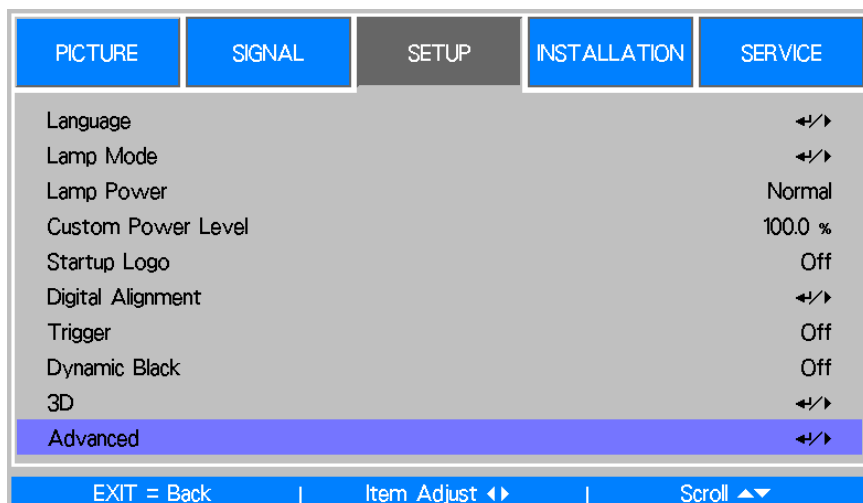 PICTURE SIGNAL SETUP INSTALLATION SERVICE
Language ↵/▶
Lamp Mode ↵/▶
Lamp Power Normal
Custom Power Level 100.0 %
Startup Logo Off
Digital Alignment ↵/▶
Trigger Off
Dynamic Black Off
3D ↵/▶
Advanced ↵/▶
EXIT = Back | Item Adjust ◀▶ | Scroll ▲▼